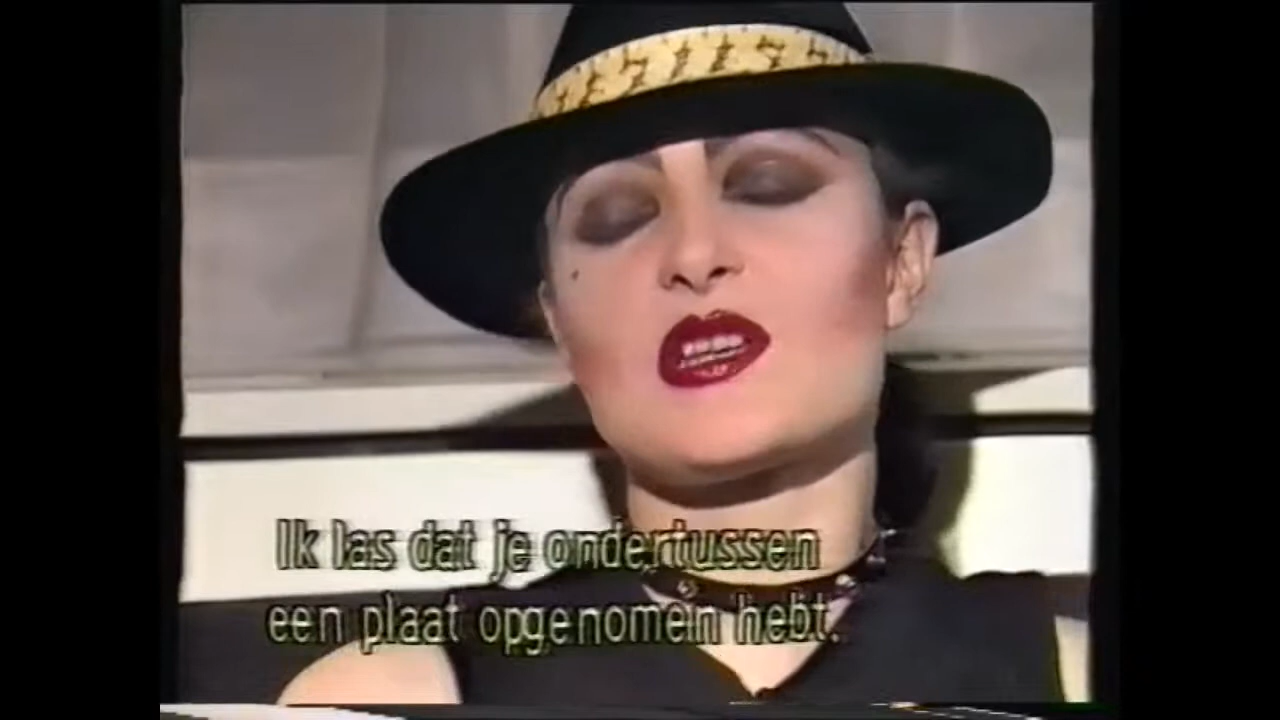 Ik las dat je ondertussen
een plaat opgenomen hebt.